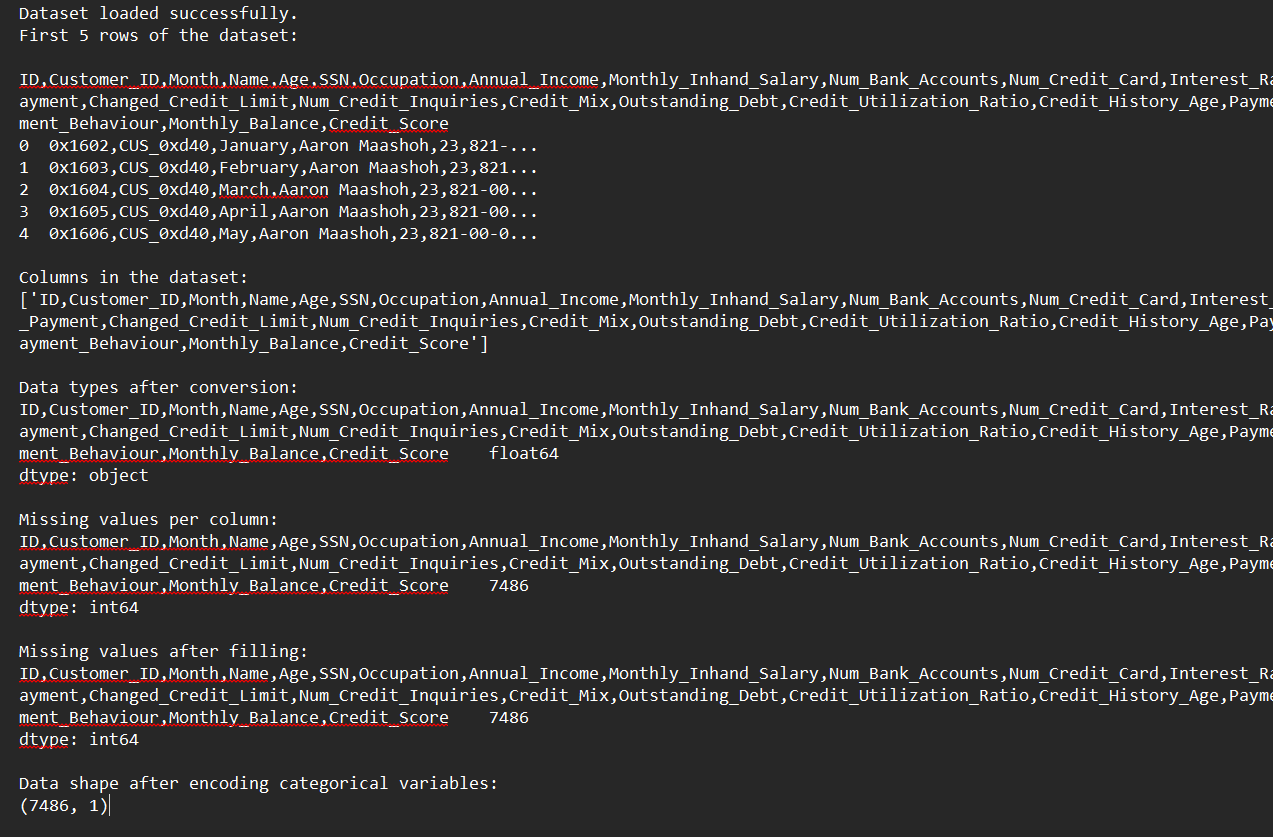 Dataset loaded successfully.
First 5 rows of the dataset:
ID,Customer_ID,Month,Name,Age,SSN,Occupation,Annual_Income,Monthly_Inhand_Salary,Num_Bank_Accounts,Num_Credit_Card,Interest_Ra
ayment,Changed_Credit_Limit,Num_Credit_Inquiries,Credit_Mix,Outstanding_Debt,Credit_Utilization_Ratio,Credit_History_Age,Payme
ment_Behaviour,Monthly_Balance,Credit_Score
0 0x1602,CUS_0xd40,January,Aaron Maashoh,23,821-...
1 0x1603,CUS_0xd40,February,Aaron Maashoh,23,821...
2 0x1604,CUS_0xd40,March,Aaron Maashoh,23,821-00...
3 0x1605,CUS_0xd40,April,Aaron Maashoh,23,821-00...
4 0x1606,CUS_0xd40,May,Aaron Maashoh,23,821-00-0...
Columns in the dataset:
['ID,Customer_ID,Month,Name,Age,SSN,Occupation,Annual_Income,Monthly_Inhand_Salary,Num_Bank_Accounts,Num_Credit_Card,Interest_
_Payment,Changed_Credit_Limit,Num_Credit_Inquiries,Credit_Mix,Outstanding_Debt,Credit_Utilization_Ratio,Credit_History_Age,Pay
ayment_Behaviour,Monthly_Balance,Credit_Score']
Data types after conversion:
ID,Customer_ID,Month,Name,Age,SSN,Occupation,Annual_Income,Monthly_Inhand_Salary,Num_Bank_Accounts,Num_Credit_Card,Interest_Ra
ayment,Changed_Credit_Limit,Num_Credit_Inquiries,Credit_Mix,Outstanding_Debt,Credit_Utilization_Ratio,Credit_History_Age,Payme
ment_Behaviour,Monthly_Balance,Credit_Score float64
dtype: object
Missing values per column:
ID,Customer_ID,Month,Name,Age,SSN,Occupation,Annual_Income,Monthly_Inhand_Salary,Num_Bank_Accounts,Num_Credit_Card,Interest_Ra
ayment,Changed_Credit_Limit,Num_Credit_Inquiries,Credit_Mix,Outstanding_Debt,Credit_Utilization_Ratio,Credit_History_Age,Payme
ment_Behaviour,Monthly_Balance,Credit_Score 7486
dtype: int64
Missing values after filling:
ID,Customer_ID,Month,Name,Age,SSN,Occupation,Annual_Income,Monthly_Inhand_Salary,Num_Bank_Accounts,Num_Credit_Card,Interest_Ra
ayment,Changed_Credit_Limit,Num_Credit_Inquiries,Credit_Mix,Outstanding_Debt,Credit_Utilization_Ratio,Credit_History_Age,Payme
ment_Behaviour,Monthly_Balance,Credit_Score 7486
dtype: int64
Data shape after encoding categorical variables:
(7486, 1)